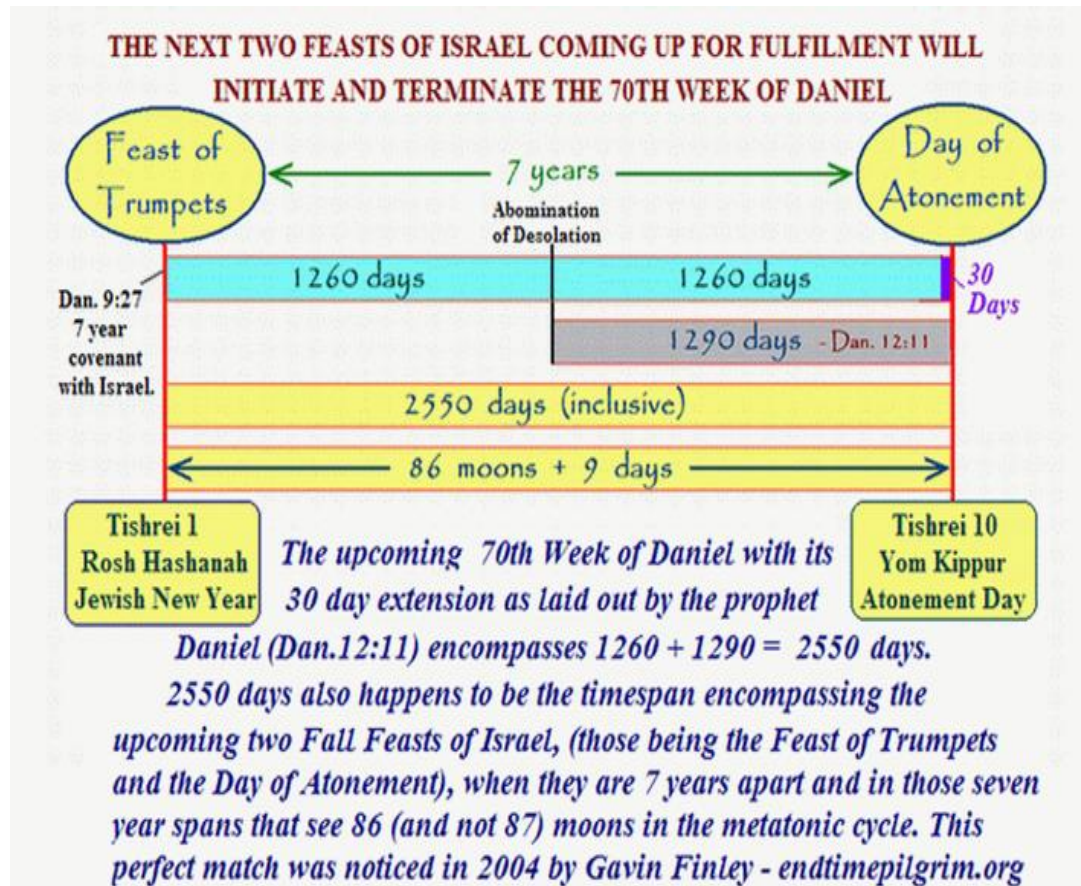 THE NEXT TWO FEASTS OF ISRAEL COMING UP FOR FULFILMENT WILL
INITIATE AND TERMINATE THE 70TH WEEK OF DANIEL
Feast of
Trumpets
7 years
Day of
Atonement
Abomination
of Desolation
1260 days
1260 days
30
Days
Dan. 9:27
7 year
covenant
with Israel.
1290 days - Dan. 12:11
2550 days (inclusive)
86 moons + 9 days
Tishrei 1
Rosh Hashanah
Jewish New Year
Tishrei 10
Yom Kippur
Atonement Day
The upcoming 70th Week of Daniel with its
30 day extension as laid out by the prophet
Daniel (Dan.12:11) encompasses 1260 + 1290 = 2550 days.
2550 days also happens to be the timespan encompassing the
upcoming two Fall Feasts of Israel, (those being the Feast of Trumpets
and the Day of Atonement), when they are 7 years apart and in those seven
year spans that see 86 (and not 87) moons in the metatonic cycle. This
perfect match was noticed in 2004 by Gavin Finley - endtimepilgrim.org